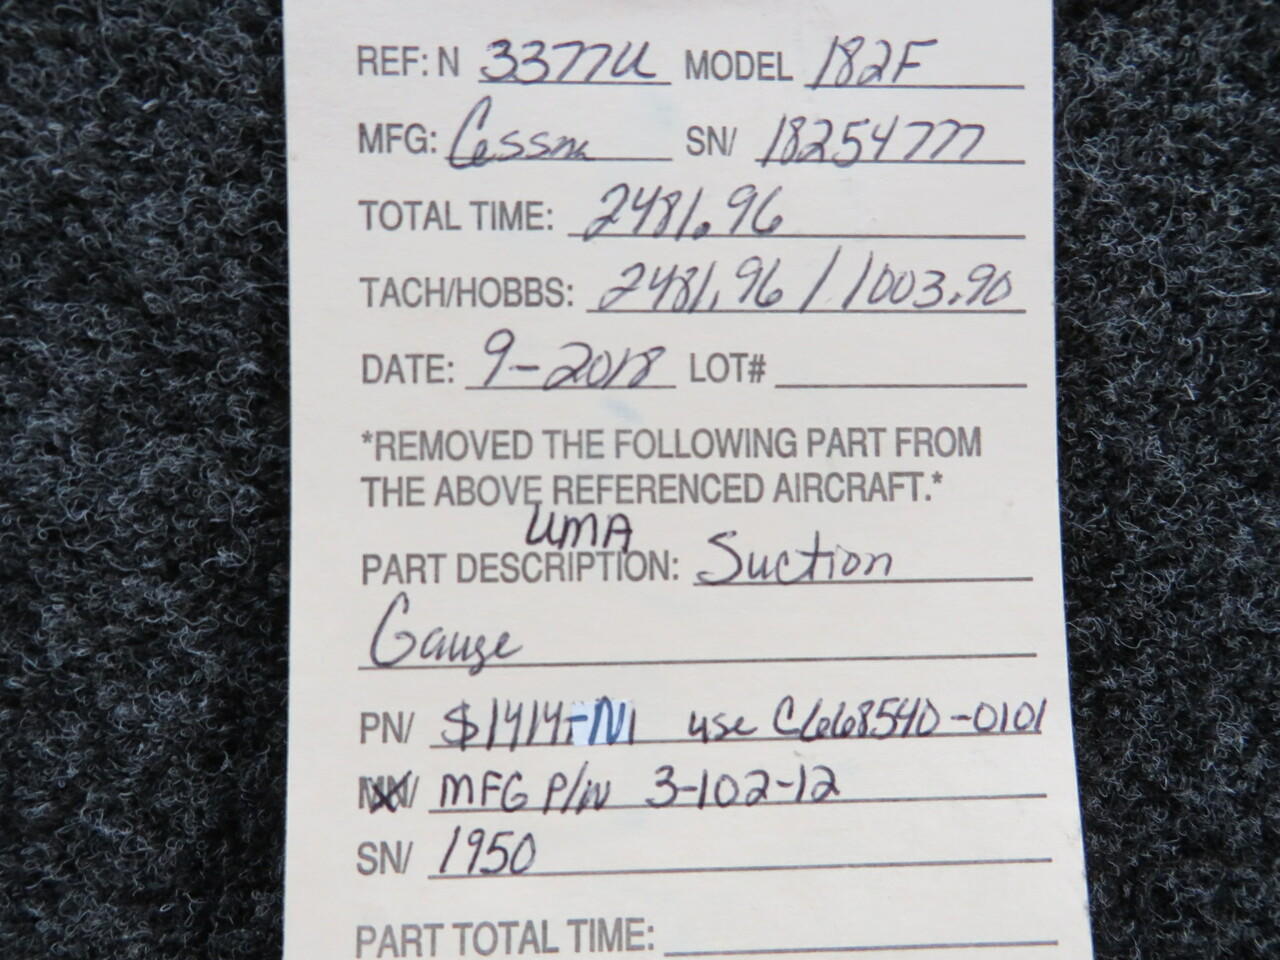 REF: N 3377U MODEL 182F
MFG: Cessna SN/ 18254777
TOTAL TIME: 2481.96
TACH/HOBBS: 2481.96 / 1003.90
DATE: 9-2018 LOT#
*REMOVED THE FOLLOWING PART FROM
THE ABOVE REFERENCED AIRCRAFT.*
UMA
PART DESCRIPTION: Suction
Gauge
PN/ S1414-N1 use C668540-0101
MFG P/N 3-102-12
SN/ 1950
PART TOTAL TIME: